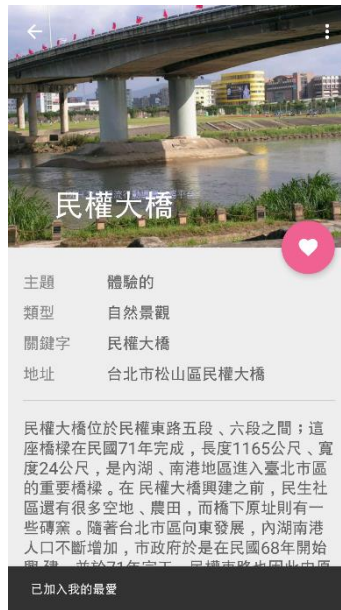 民權大橋
主題 體驗的
類型 自然景觀
關鍵字 民權大橋
地址 台北市松山區民權大橋
民權大橋位於民權東路五段、六段之間；這
座橋樑在民國71年完成，長度1165公尺、寬
度24公尺，是內湖、南港地區進入臺北市區
的重要橋樑。在 民權大橋興建之前，民生社
區還有很多空地、農田，而橋下原址則有一
些磚窯。隨著台北市區向東發展，內湖南港
人口不斷增加，市政府於是在民國68年開始
已加入我的最愛